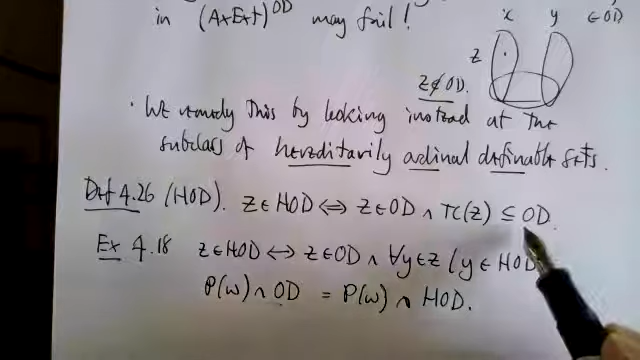 x y ∈ OD
in (AxExt)^OD may fail!
z
z ∉ OD.
· We remedy this by looking instead at the
subclass of hereditarily ordinal definable sets.
Def 4.26 (HOD). z ∈ HOD ⟺ z ∈ OD ∧ TC(z) ⊆ OD.
Ex 4.18 z ∈ HOD ⟺ z ∈ OD ∧ ∀y ∈ z (y ∈ HOD
P(ω) ∩ OD = P(ω) ∩ HOD.